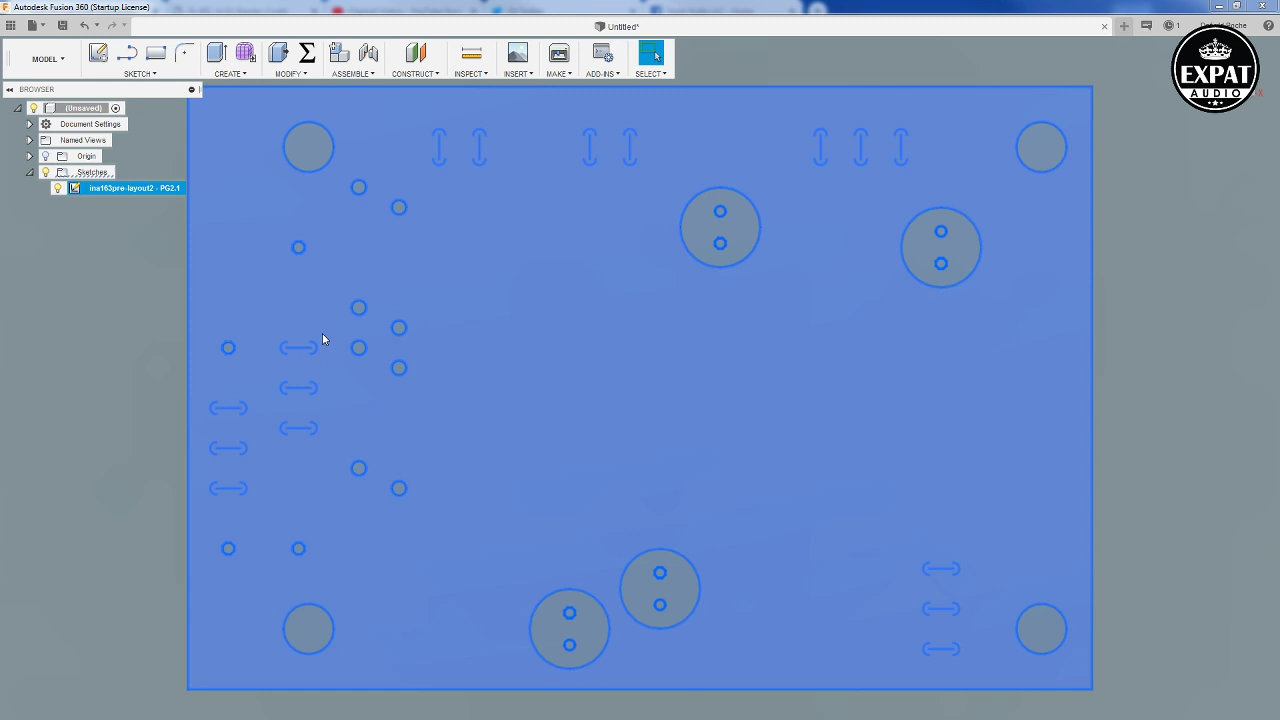 Autodesk Fusion 360 (Startup License)
Untitled*
1
MODEL
SKETCH
CREATE
MODIFY
ASSEMBLE
CONSTRUCT
INSPECT
INSERT
MAKE
ADD-INS
SELECT
EXPAT
AUDIO
BROWSER
(Unsaved)
Document Settings
Named Views
Origin
Sketches
ina163pre-layout2 - PG2.1